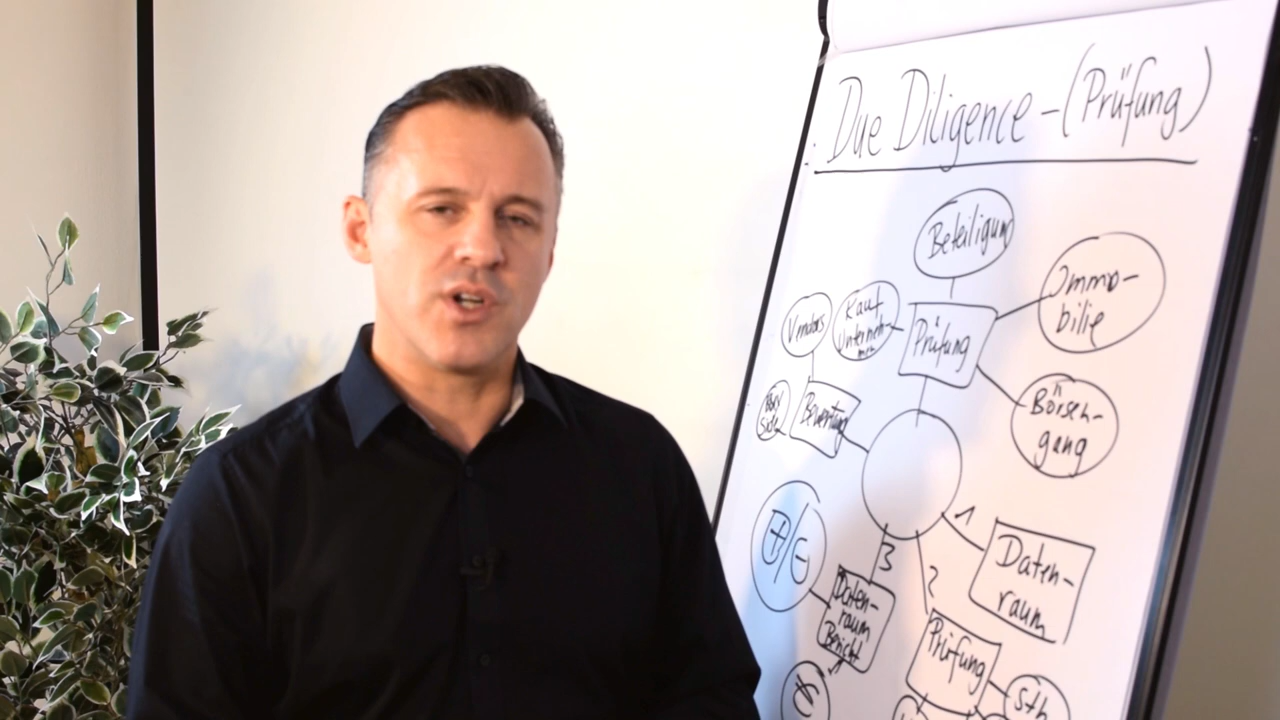 Due Diligence - (Prüfung)
Beteiligung
Immo-
bilie
Kauf
Unterneh-
men
Prüfung
Börsen-
gang
Bewertung
+/-
1
Daten-
raum
3
2
Daten-
raum
Bericht
Prüfung
€